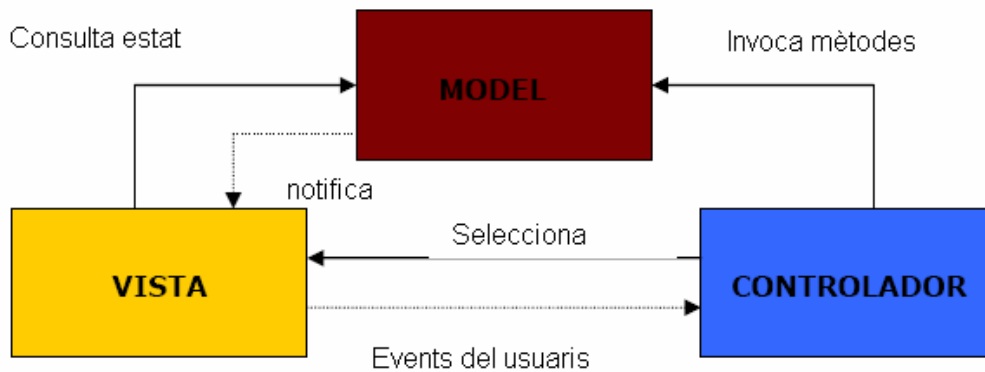 Consulta estat
Invoca mètodes
MODEL
notifica
Selecciona
VISTA
CONTROLADOR
Events del usuaris